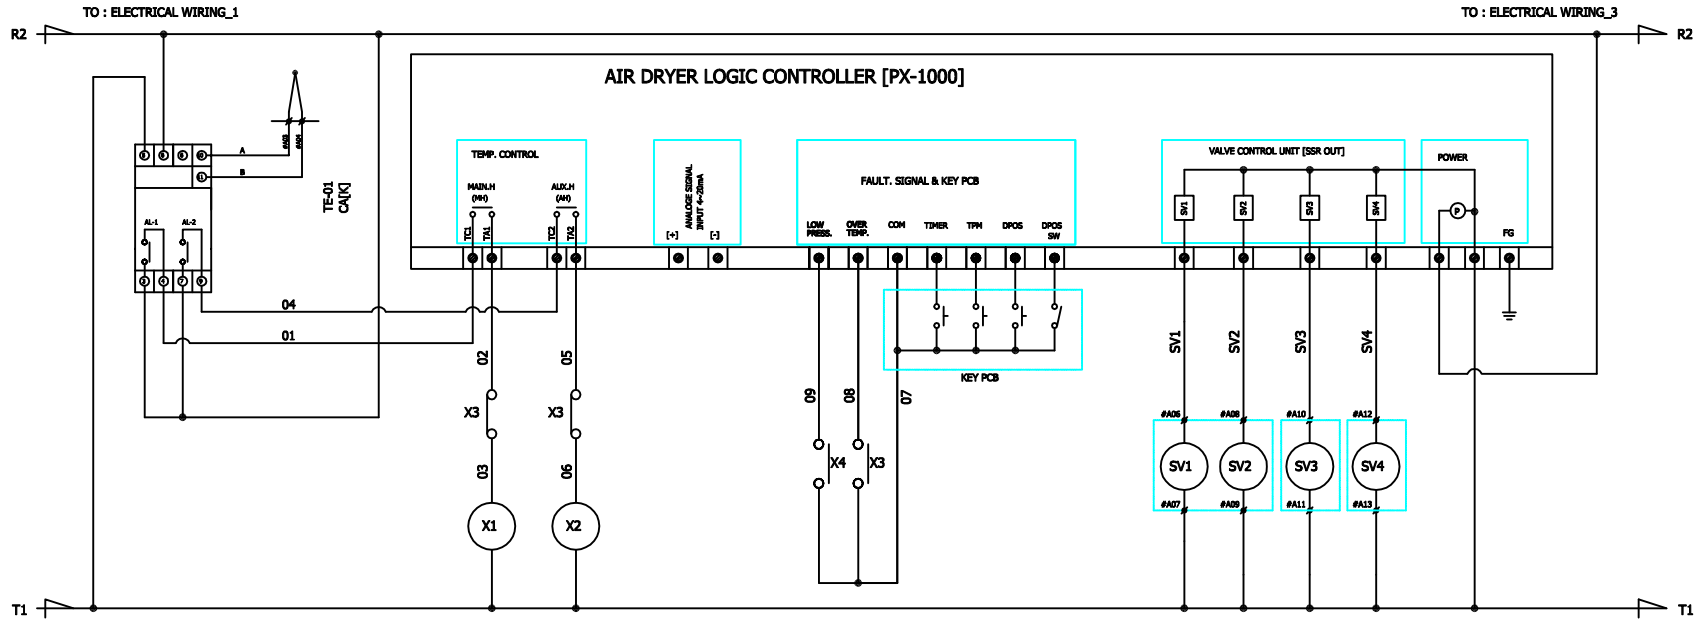 TO : ELECTRICAL WIRING_1
TO : ELECTRICAL WIRING_3
R2
R2
AIR DRYER LOGIC CONTROLLER [PX-1000]
#A03
#A04
A
B
10
11
TE-01
CA[K]
AL-1
AL-2
TEMP. CONTROL
MAIN.H
(MH)
AUX.H
(AH)
TC1
TA1
TC2
TA2
ANALOGE SIGNAL
INPUT 4~20mA
[+]
[-]
FAULT. SIGNAL & KEY PCB
LOW
PRESS.
OVER
TEMP.
COM
TIMER
TPM
DPOS
DPOS
SW
VALVE CONTROL UNIT [SSR OUT]
SV1
SV2
SV3
SV4
POWER
P
FG
04
01
02
05
09
08
07
KEY PCB
SV1
SV2
SV3
SV4
X3
X3
03
06
X4
X3
X1
X2
#A06
#A08
#A10
#A12
SV1
SV2
SV3
SV4
#A07
#A09
#A11
#A13
T1
T1